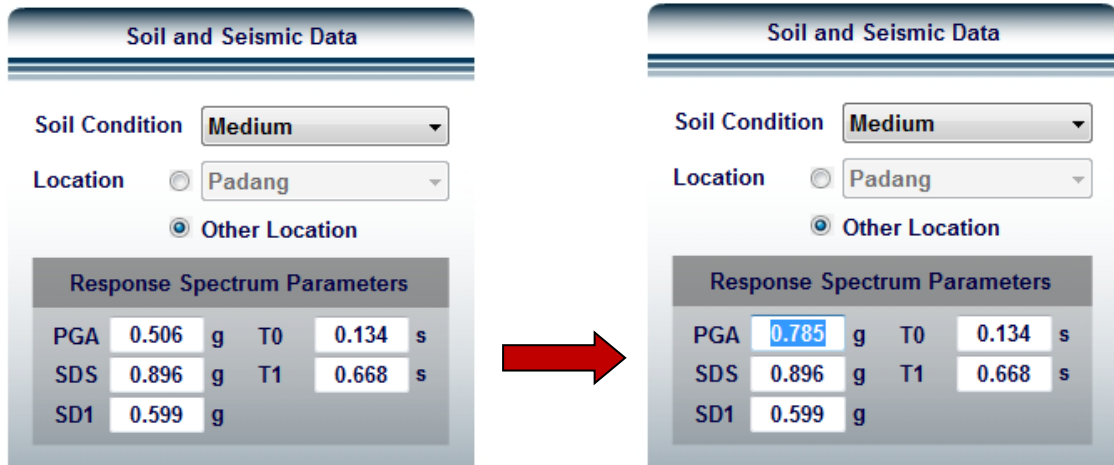 Soil and Seismic Data
Soil Condition Medium
Location Padang
Other Location
Response Spectrum Parameters
PGA 0.506 g T0 0.134 s
SDS 0.896 g T1 0.668 s
SD1 0.599 g
Soil and Seismic Data
Soil Condition Medium
Location Padang
Other Location
Response Spectrum Parameters
PGA 0.785 g T0 0.134 s
SDS 0.896 g T1 0.668 s
SD1 0.599 g